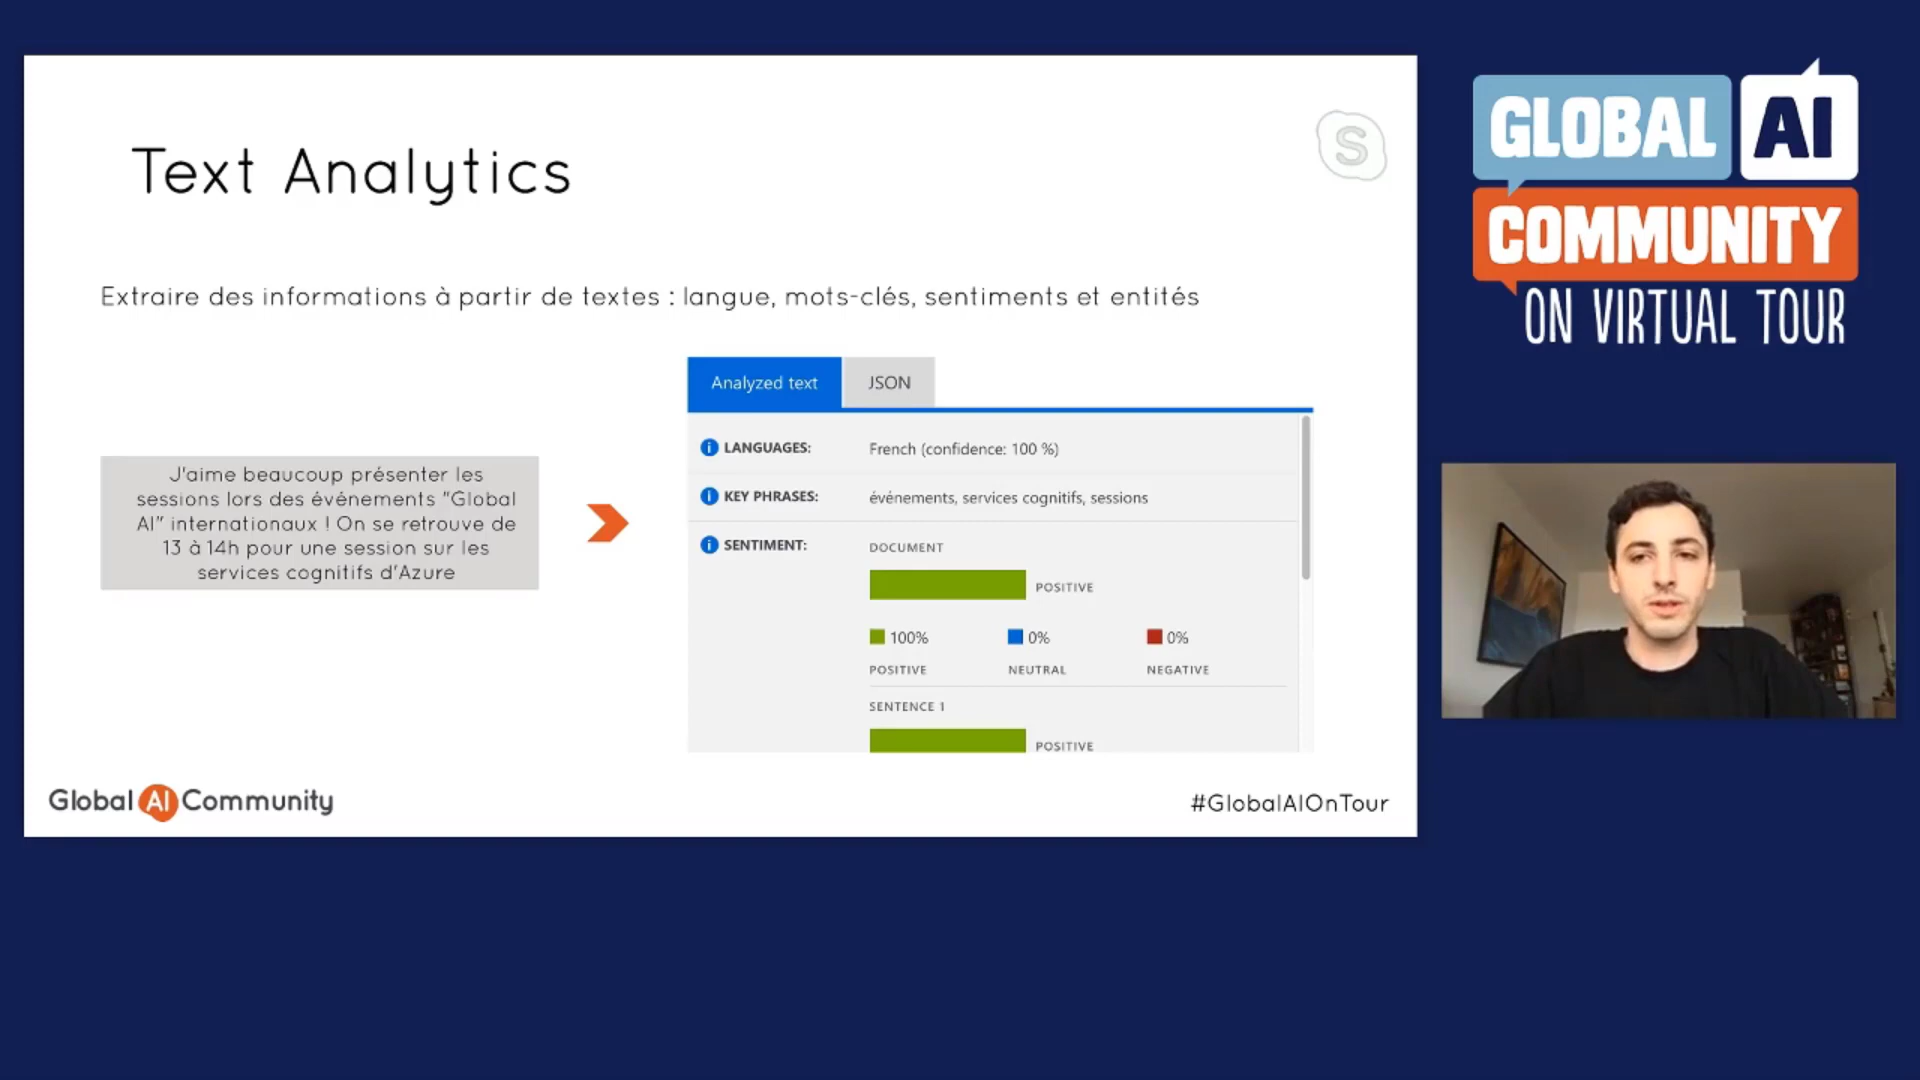 Text Analytics
S
Extraire des informations à partir de textes : langue, mots-clés, sentiments et entités
J'aime beaucoup présenter les
sessions lors des événements "Global
AI" internationaux ! On se retrouve de
13 à 14h pour une session sur les
services cognitifs d'Azure
Analyzed text
JSON
LANGUAGES:
French (confidence: 100 %)
KEY PHRASES:
événements, services cognitifs, sessions
SENTIMENT:
DOCUMENT
POSITIVE
100%
0%
0%
POSITIVE
NEUTRAL
NEGATIVE
SENTENCE 1
POSITIVE
Global AI Community
#GlobalAIOnTour
GLOBAL AI
COMMUNITY
ON VIRTUAL TOUR